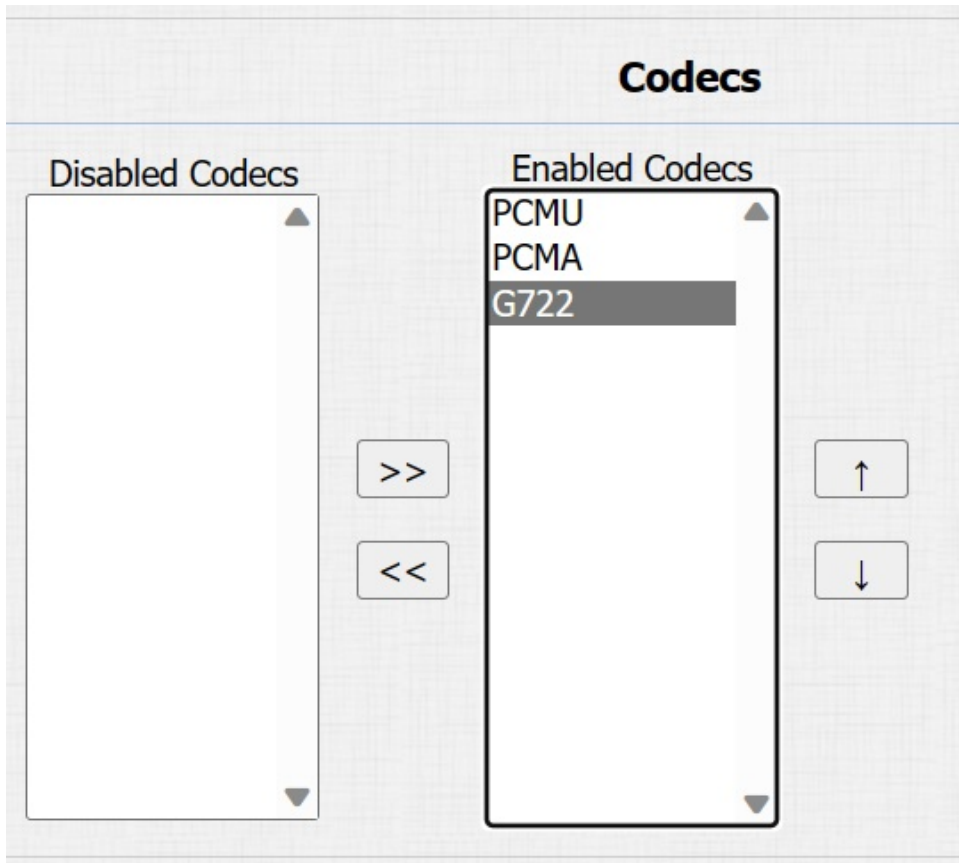 Codecs
Disabled Codecs
Enabled Codecs
PCMU
PCMA
G722
>>
↑
<<
↓